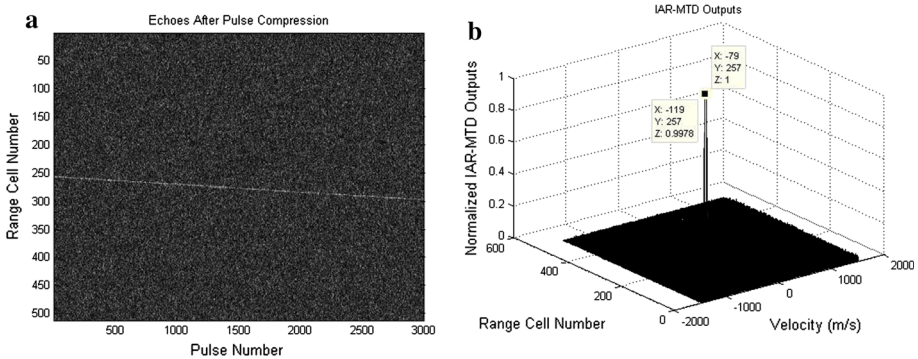 a
Echoes After Pulse Compression
50
100
150
200
250
300
350
400
450
500
Range Cell Number
500
1000
1500
2000
2500
3000
Pulse Number
b
IAR-MTD Outputs
X: -79
Y: 257
Z: 1
X: -119
Y: 257
Z: 0.9978
1
0.8
0.6
0.4
0.2
0
Normalized IAR-MTD Outputs
600
400
200
0
Range Cell Number
-2000
-1000
0
1000
2000
Velocity (m/s)